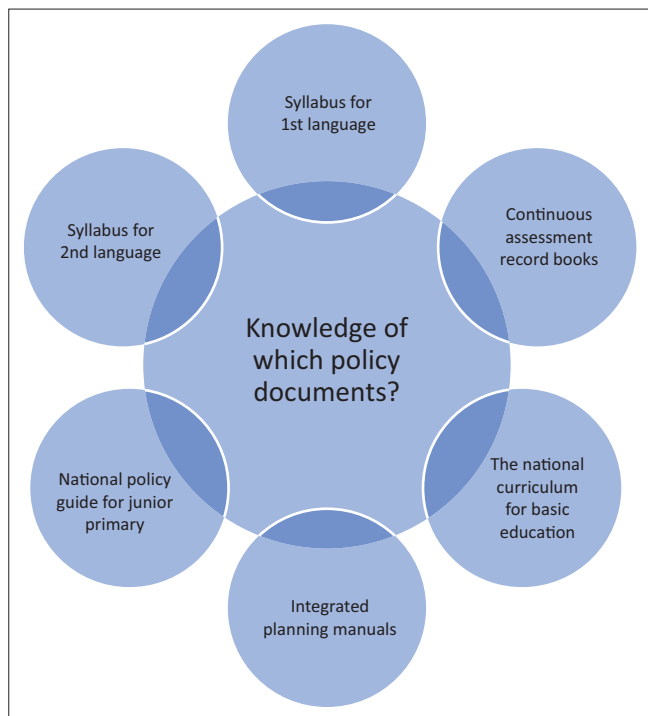 Syllabus for
1st language
Continuous
assessment
record books
The national
curriculum
for basic
education
Integrated
planning manuals
National policy
guide for junior
primary
Syllabus for
2nd language
Knowledge of
which policy
documents?